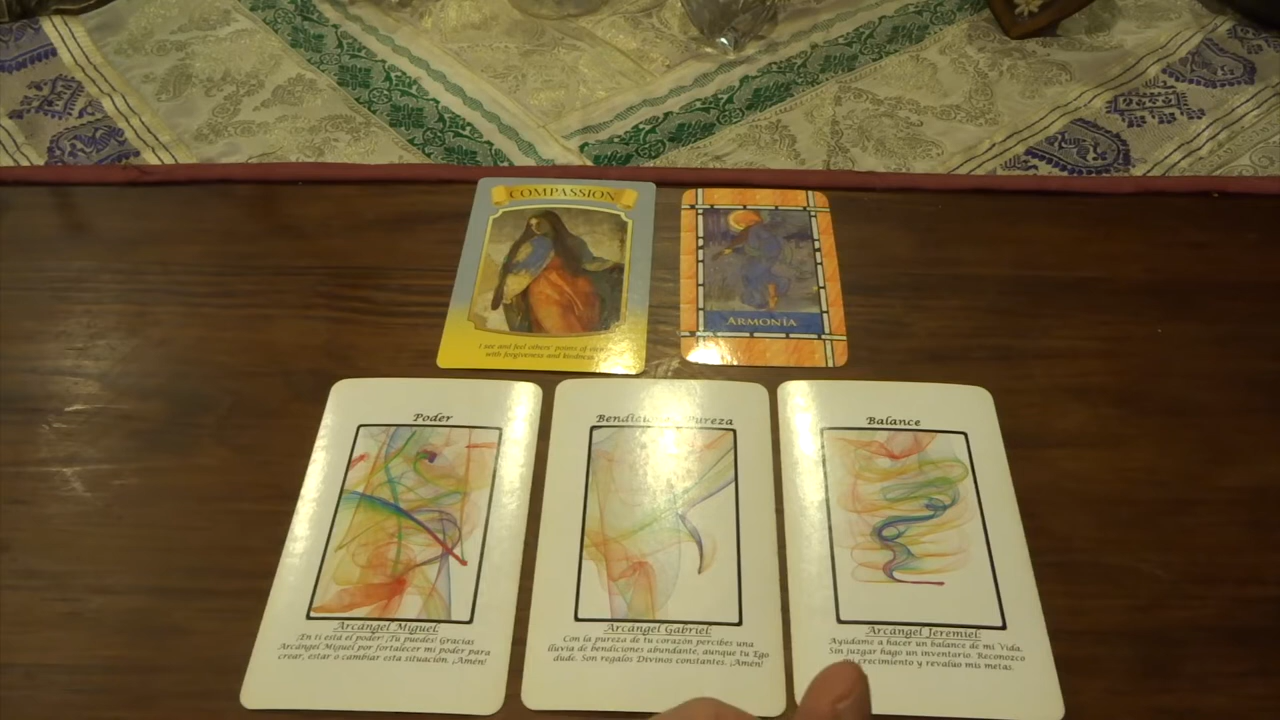 COMPASSION
I see and feel others' points of
with forgiveness and kindness
ARMONÍA
Poder
Arcángel Miguel:
¡En ti está el poder! ¡Tu puedes! Gracias
Arcángel Miguel por fortalecer mi poder para
crear, estar o cambiar esta situación. ¡Amén!
Pureza
Arcángel Gabriel:
Con la pureza de tu corazón percibes una
lluvia de bendiciones abundante, aunque tu Ego
dude. Son regalos Divinos constantes. ¡Amén!
Balance
Arcángel Jeremiel:
Ayúdame a hacer un balance de mi Vida.
Sin juzgar hago un inventario. Reconozco
mi crecimiento y revalúo mis metas.